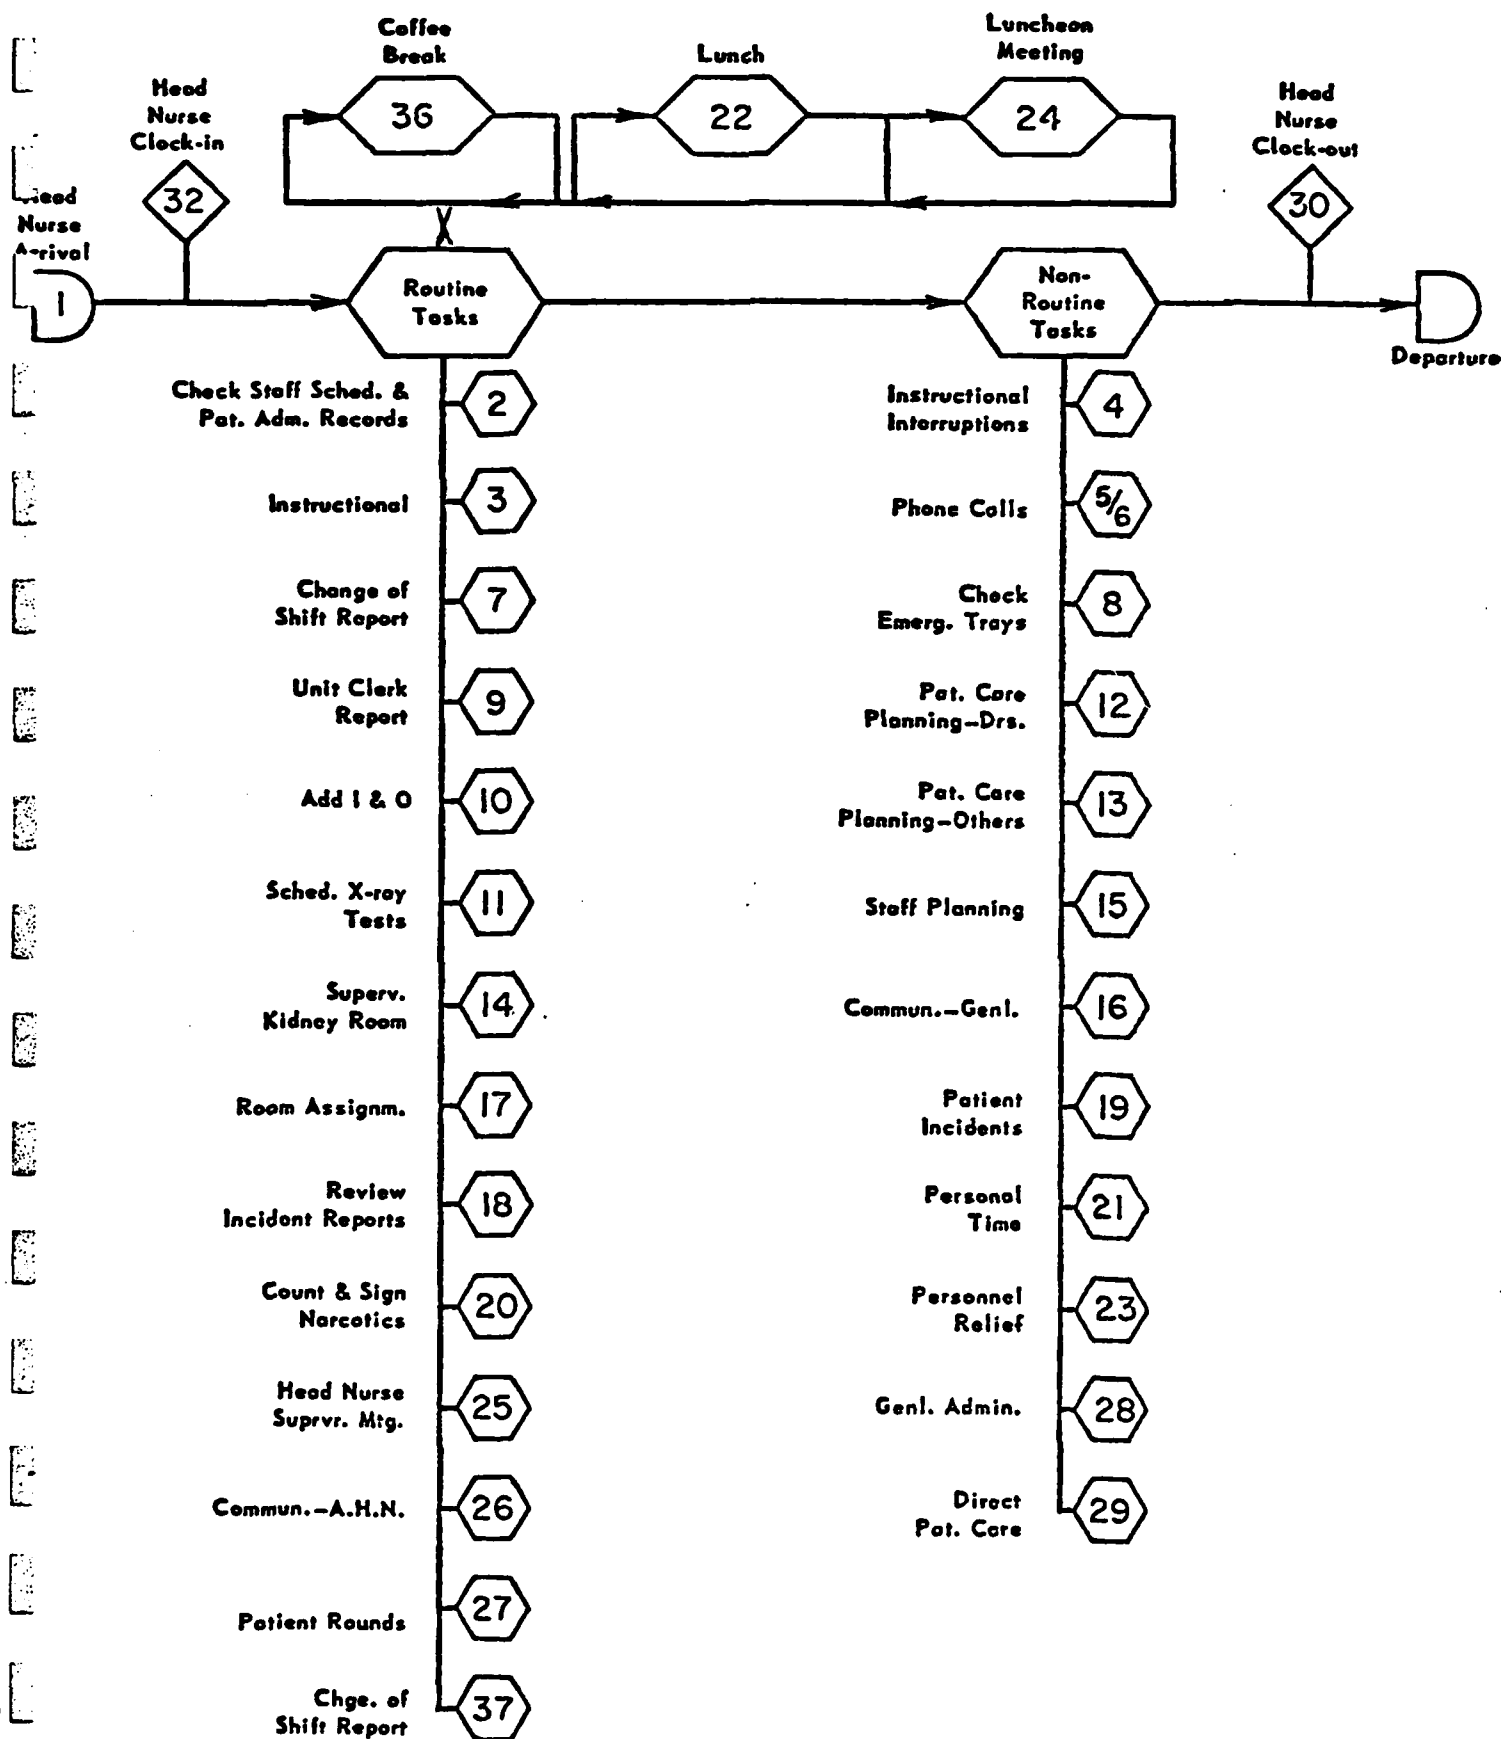 Coffee
Break
36
Lunch
22
Luncheon
Meeting
24
Head
Nurse
Clock-in
32
Head
Nurse
Clock-out
30
Head
Nurse
Arrival
1
Routine
Tasks
Non-
Routine
Tasks
Departure
Check Staff Sched. &
Pat. Adm. Records
2
Instructional
3
Change of
Shift Report
7
Unit Clerk
Report
9
Add I & O
10
Sched. X-ray
Tests
11
Superv.
Kidney Room
14
Room Assignm.
17
Review
Incident Reports
18
Count & Sign
Narcotics
20
Head Nurse
Suprvr. Mtg.
25
Commun.-A.H.N.
26
Patient Rounds
27
Chge. of
Shift Report
37
Instructional
Interruptions
4
Phone Calls
5/6
Check
Emerg. Trays
8
Pat. Care
Planning-Drs.
12
Pat. Care
Planning-Others
13
Staff Planning
15
Commun.-Genl.
16
Patient
Incidents
19
Personal
Time
21
Personnel
Relief
23
Genl. Admin.
28
Direct
Pat. Care
29